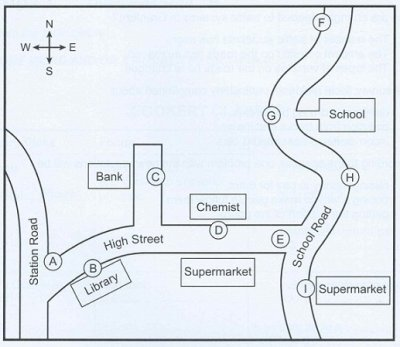 N
W E
S
F
G
School
H
Bank
C
Chemist
D
E
School Road
High Street
Station Road
A
B
Library
Supermarket
I
Supermarket